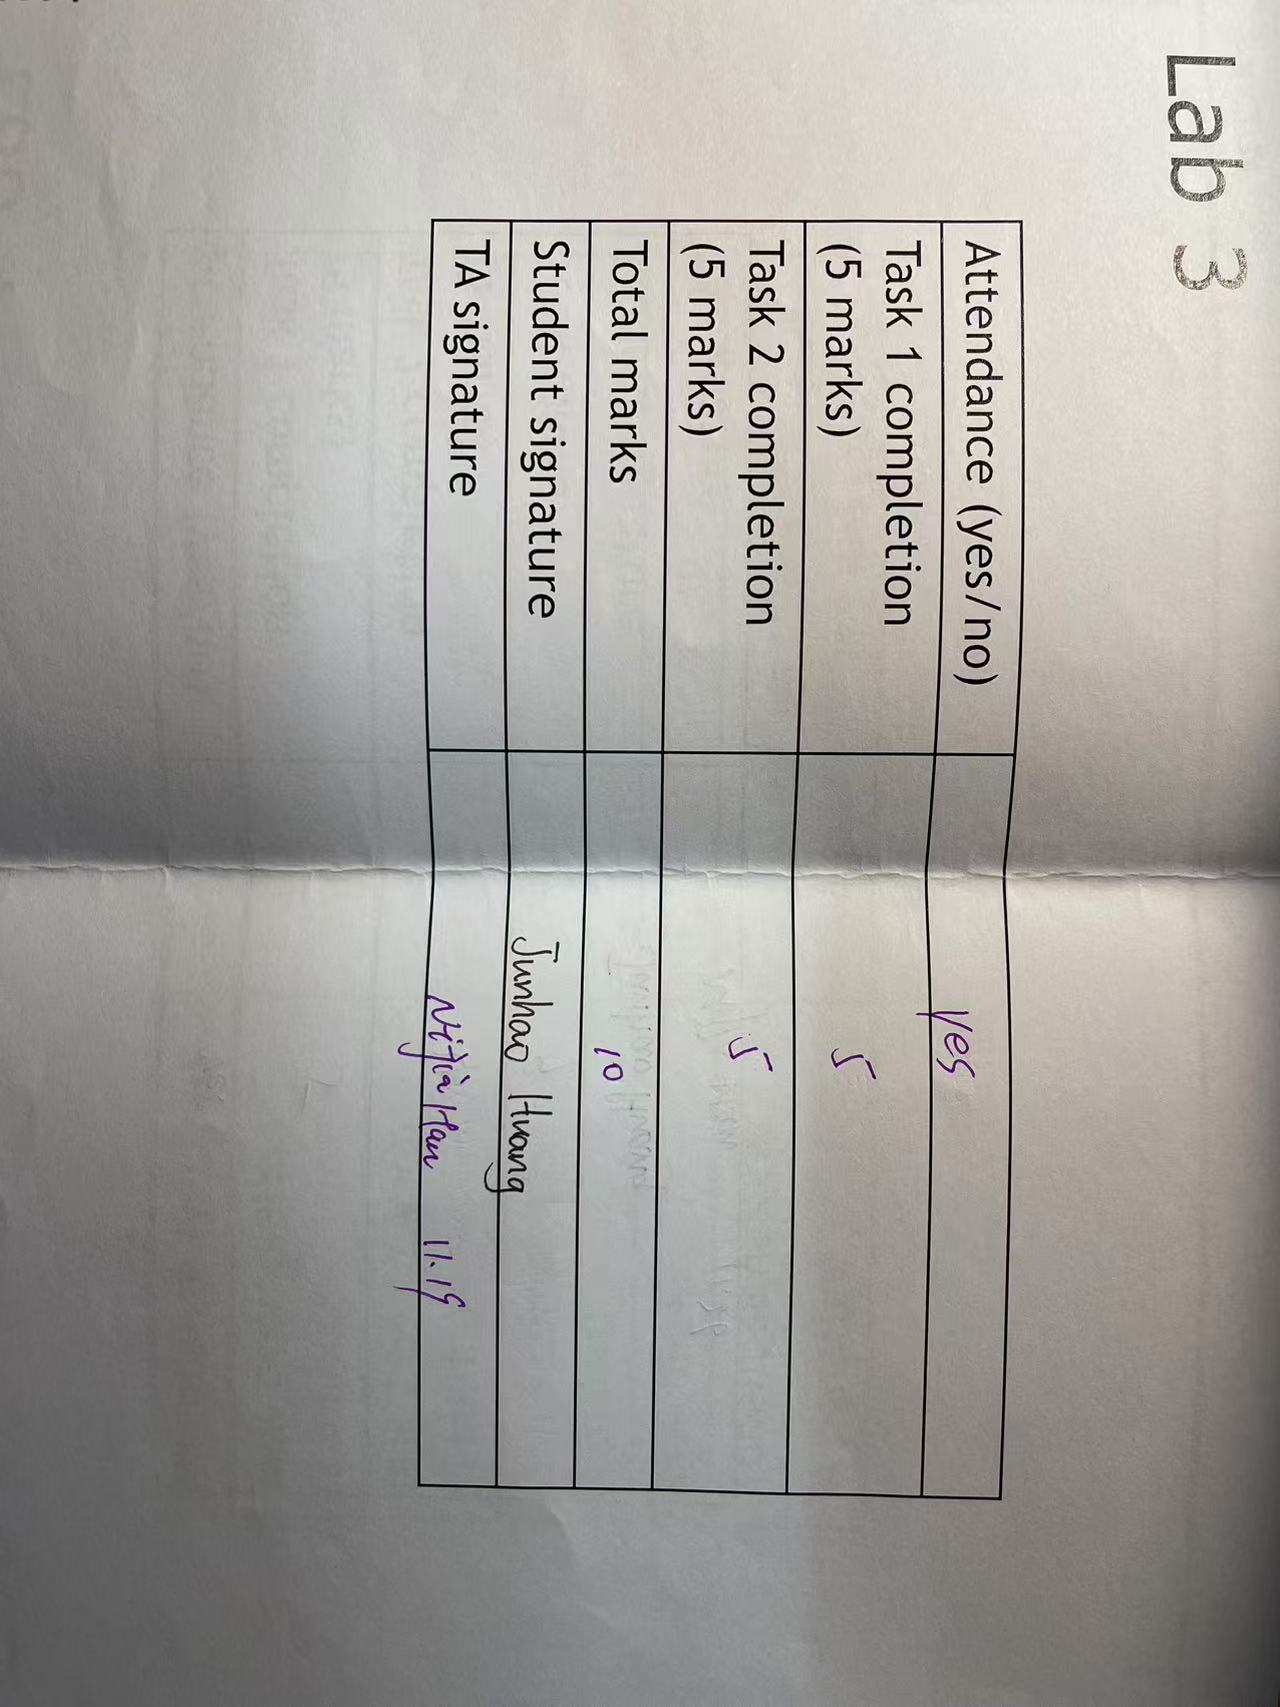 Lab 3
Attendance (yes/no) yes
Task 1 completion
(5 marks) 5
Task 2 completion
(5 marks) 5
Total marks 10
Student signature Junhao Huang
TA signature Nijia Han 11.19